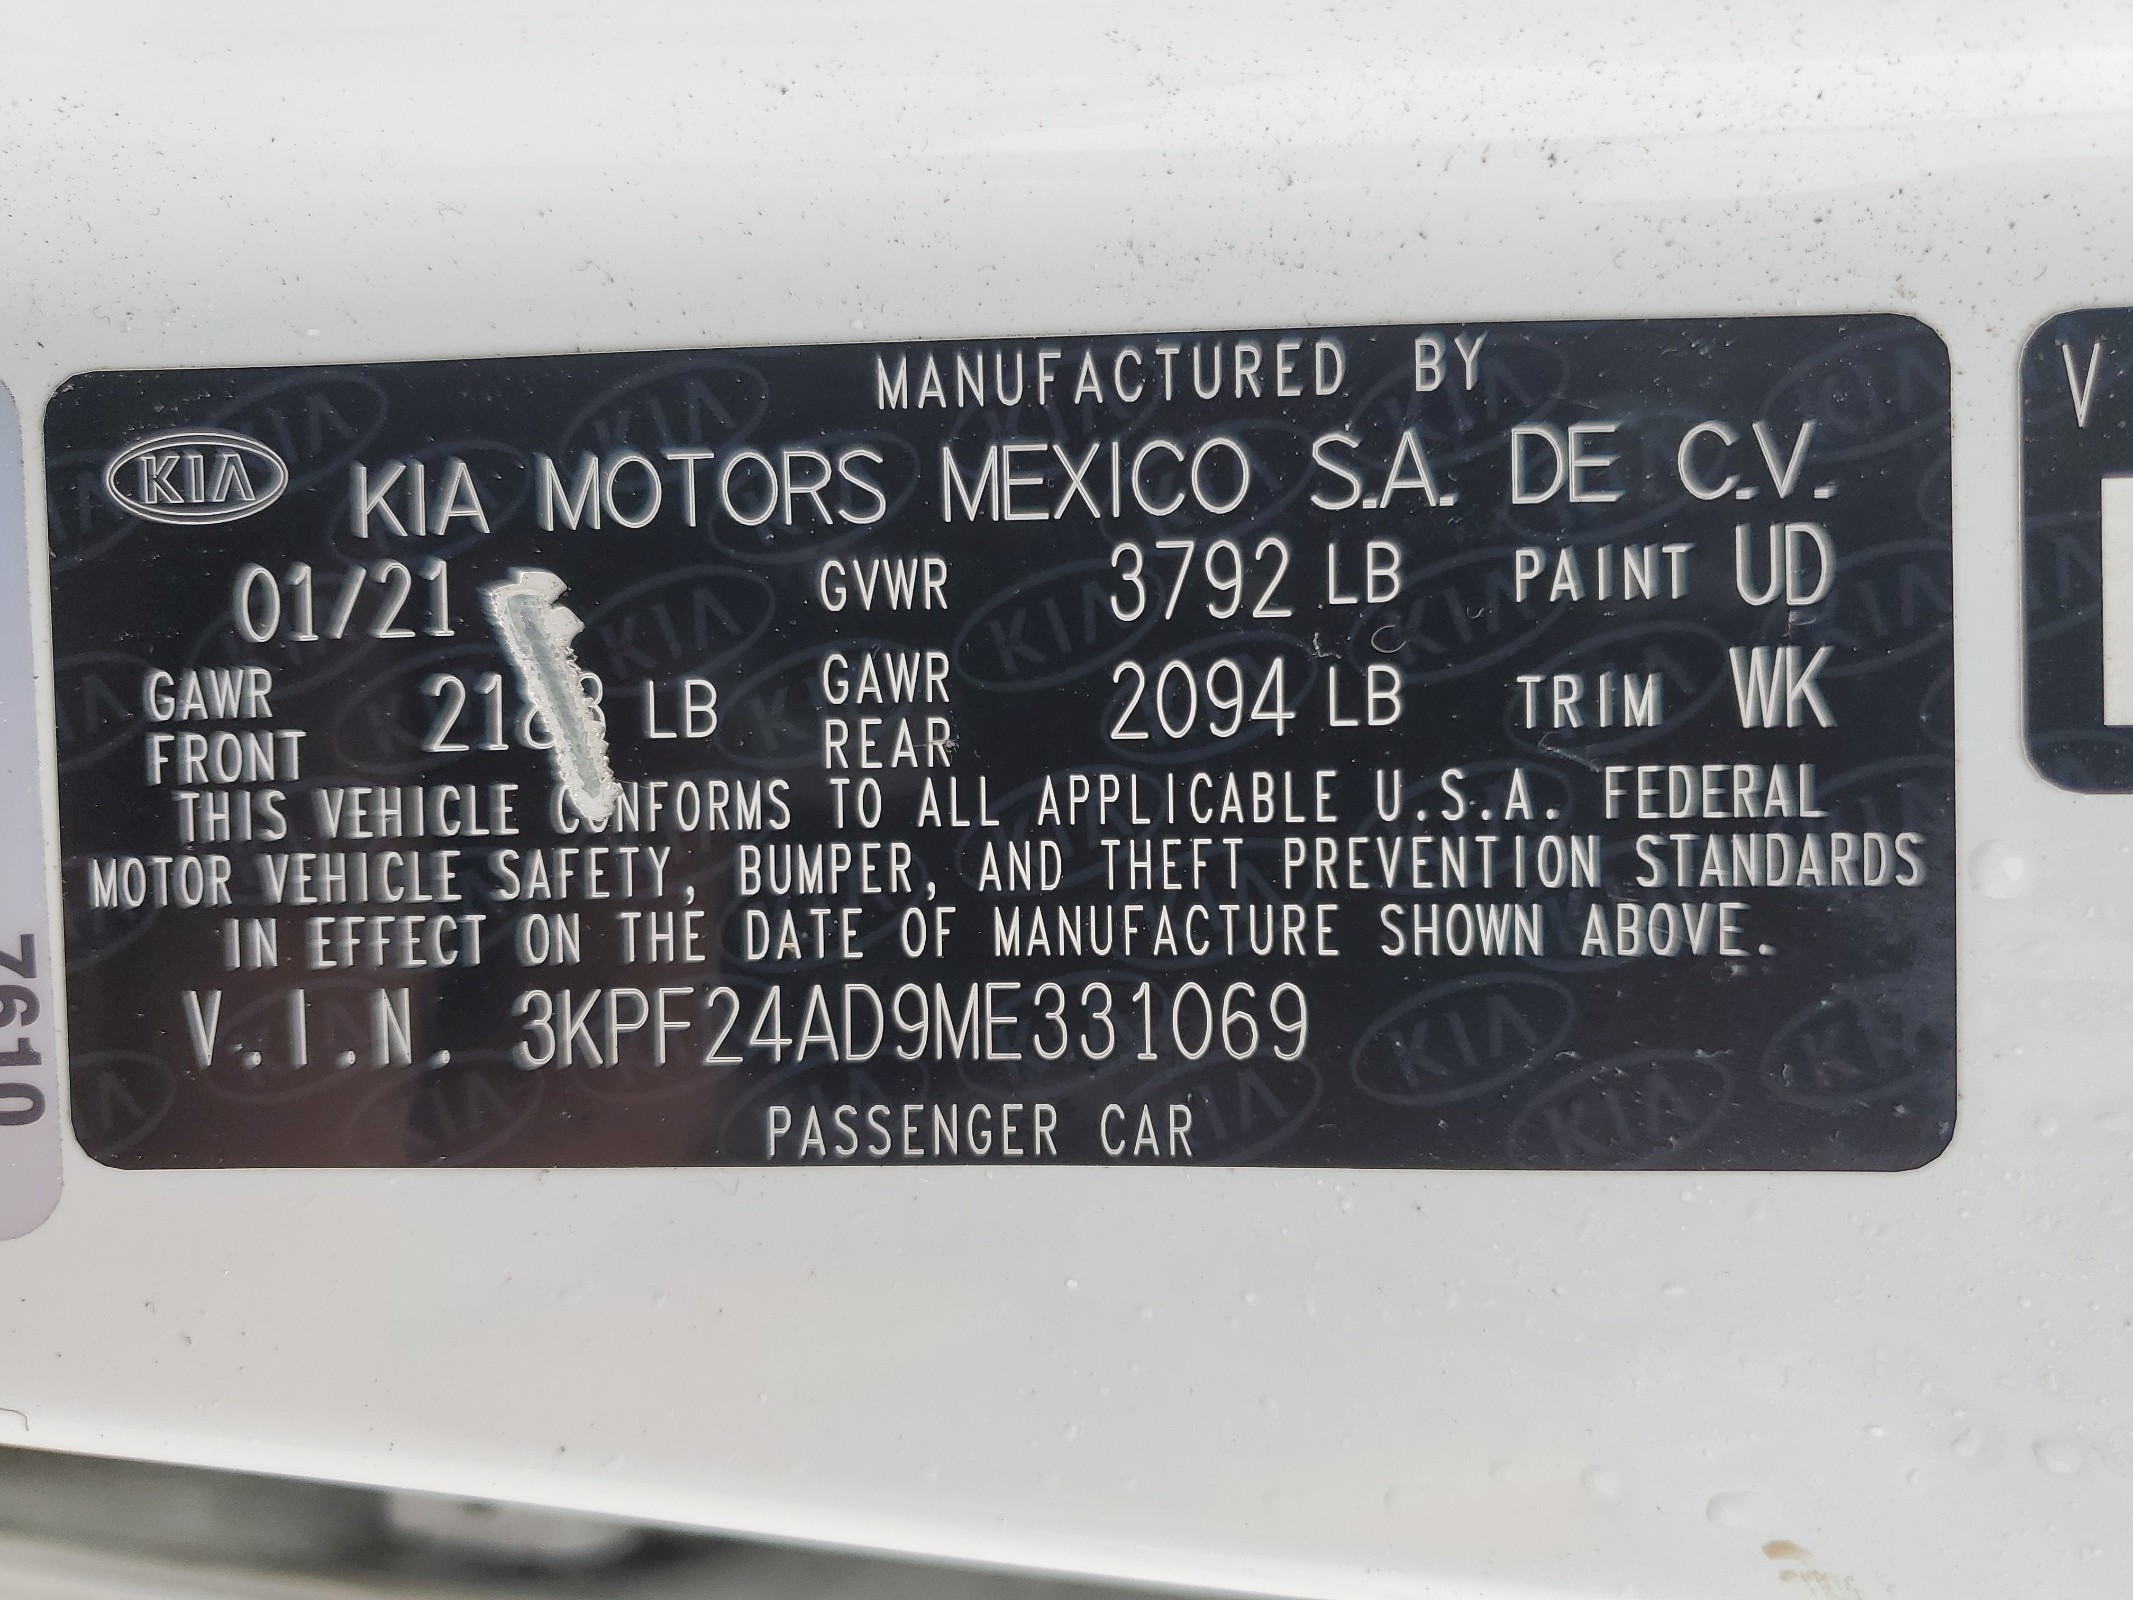 MANUFACTURED BY
KIA KIA MOTORS MEXICO S.A. DE C.V.
01/21 GVWR 3792 LB PAINT UD
GAWR FRONT LB GAWR REAR 2094 LB TRIM WK
THIS VEHICLE CONFORMS TO ALL APPLICABLE U.S.A. FEDERAL
MOTOR VEHICLE SAFETY, BUMPER, AND THEFT PREVENTION STANDARDS
IN EFFECT ON THE DATE OF MANUFACTURE SHOWN ABOVE.
V.I.N. 3KPF24AD9ME331069
PASSENGER CAR
7610
V